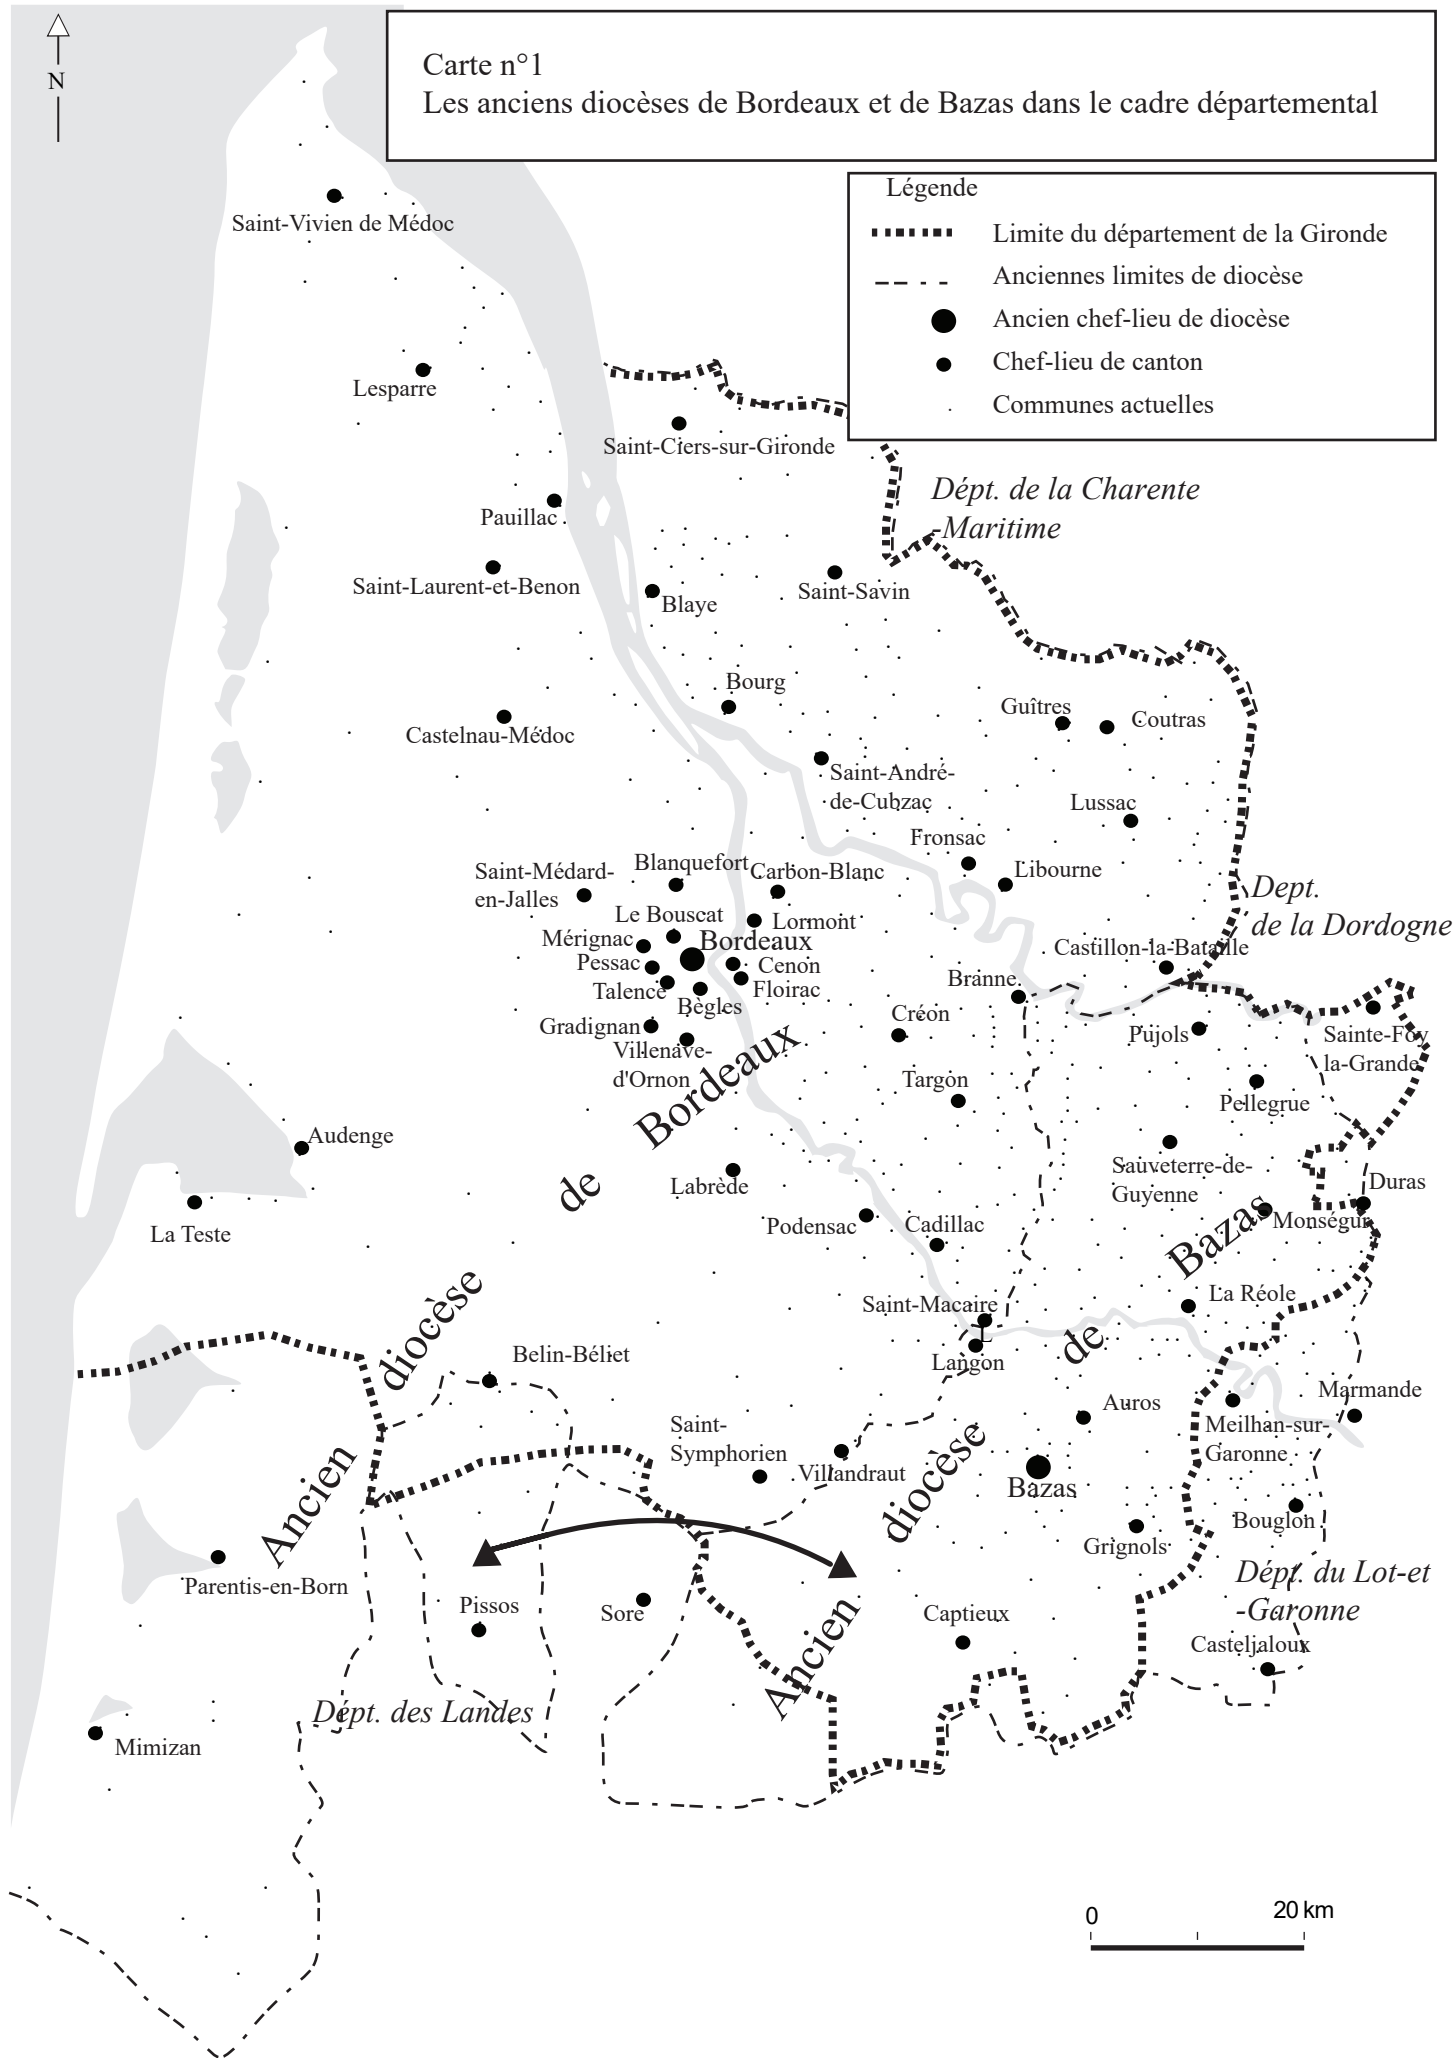 N
Carte n°1
Les anciens diocèses de Bordeaux et de Bazas dans le cadre départemental
Légende
Limite du département de la Gironde
Anciennes limites de diocèse
Ancien chef-lieu de diocèse
Chef-lieu de canton
Communes actuelles
Saint-Vivien de Médoc
Lesparre
Saint-Ciers-sur-Gironde
Dépt. de la Charente
-Maritime
Pauillac
Saint-Laurent-et-Benon
Blaye
Saint-Savin
Bourg
Guîtres
Coutras
Castelnau-Médoc
Saint-André-
de-Cubzac
Lussac
Fronsac
Libourne
Saint-Médard-
en-Jalles
Blanquefort
Carbon-Blanc
Le Bouscat
Lormont
Mérignac
Bordeaux
Pessac
Cenon
Talence
Floirac
Bègles
Gradignan
Villenave-
d'Ornon
Dept.
de la Dordogne
Castillon-la-Bataille
Branne
Créon
Pujols
Sainte-Foy
la-Grande
Targon
Pellegrue
Audenge
Sauveterre-de-
Guyenne
Duras
Labrède
La Teste
Podensac
Cadillac
Monségur
La Réole
Saint-Macaire
L
Langon
Belin-Béliet
Auros
Marmande
Meilhan-sur-
Garonne
Saint-
Symphorien
Villandraut
Bazas
Bouglon
Grignols
Ancien
diocèse
de
Bordeaux
Ancien
diocèse
de
Bazas
Dépt. du Lot-et
-Garonne
Parentis-en-Born
Pissos
Sore
Captieux
Casteljaloux
Dépt. des Landes
Mimizan
0
20 km